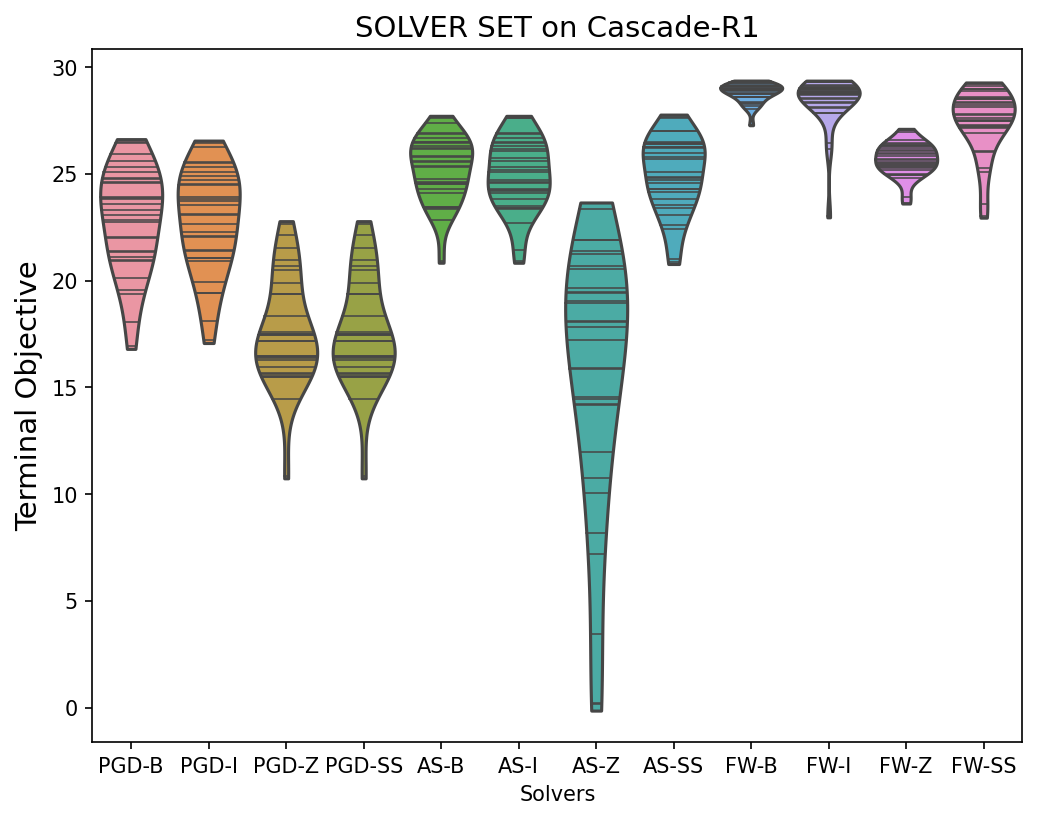 SOLVER SET on Cascade-R1
Terminal Objective
30
25
20
15
10
5
0
PGD-B PGD-I PGD-Z PGD-SS AS-B AS-I AS-Z AS-SS FW-B FW-I FW-Z FW-SS
Solvers